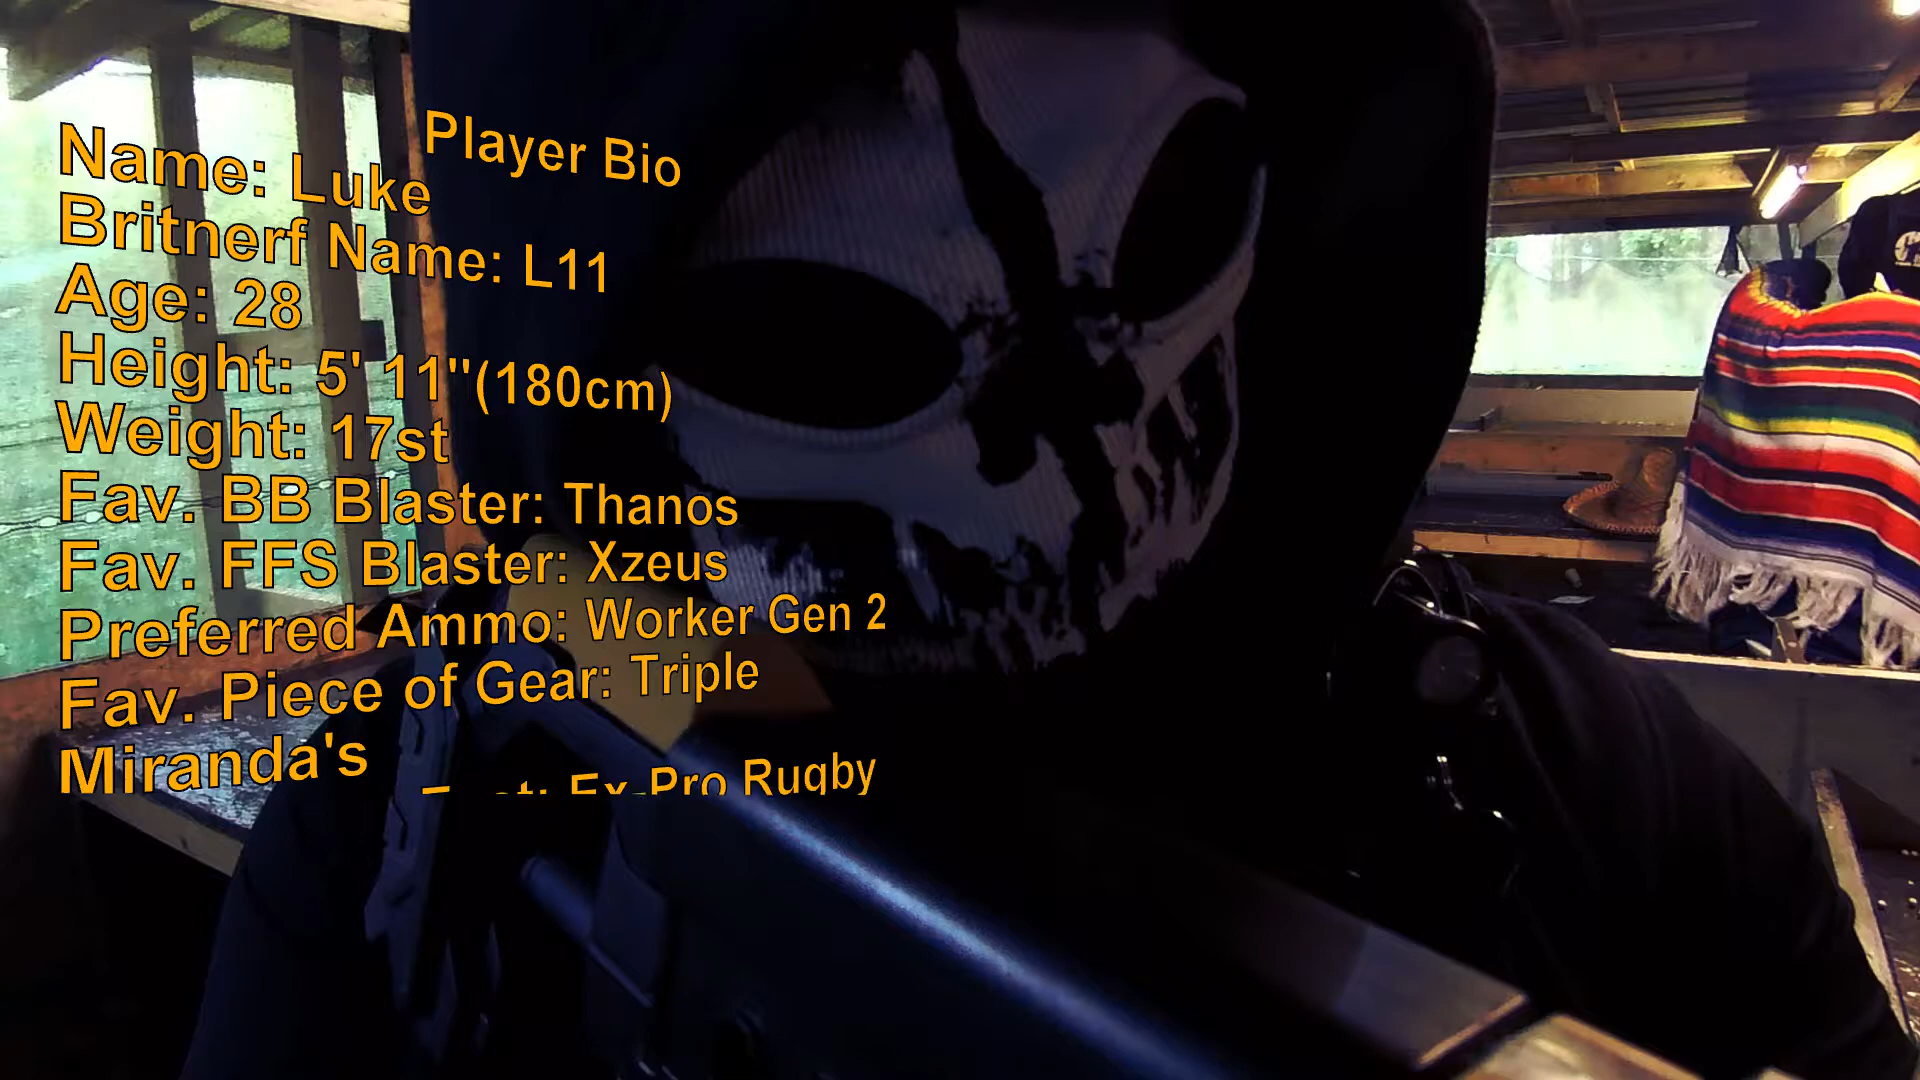 Player Bio
Name: Luke
Britnerf Name: L11
Age: 28
Height: 5' 11"(180cm)
Weight: 17st
Fav. BB Blaster: Thanos
Fav. FFS Blaster: Xzeus
Preferred Ammo: Worker Gen 2
Fav. Piece of Gear: Triple
Miranda's
Ex-Pro Rugby